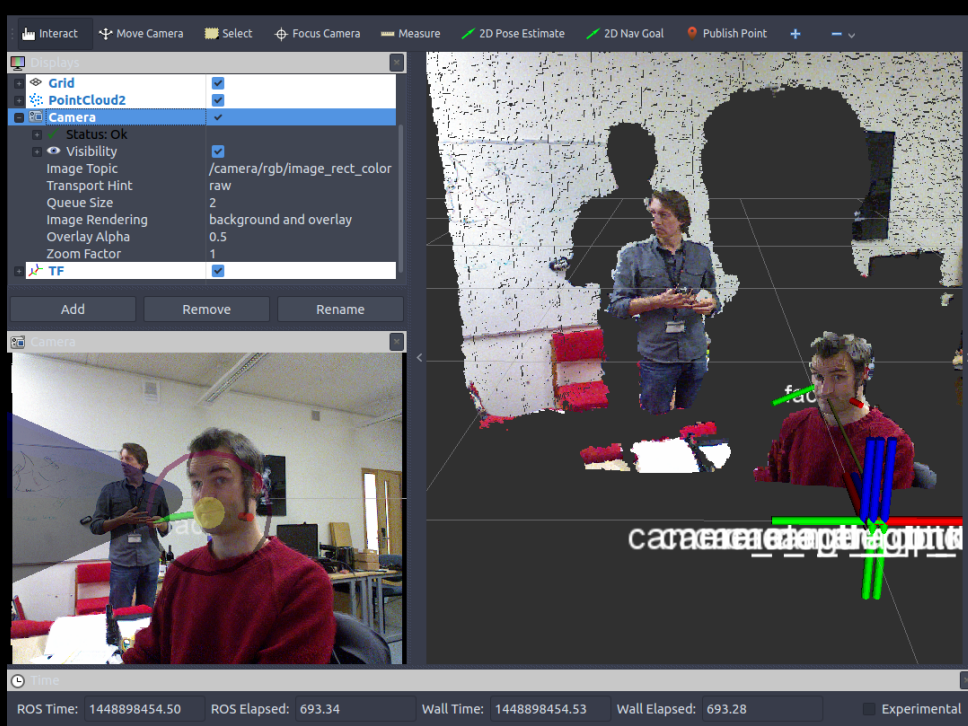 Interact Move Camera Select Focus Camera Measure 2D Pose Estimate 2D Nav Goal Publish Point
Displays
Grid
PointCloud2
Camera
Status: Ok
Visibility
Image Topic /camera/rgb/image_rect_color
Transport Hint raw
Queue Size 2
Image Rendering background and overlay
Overlay Alpha 0.5
Zoom Factor 1
TF
Add Remove Rename
Camera
Time
ROS Time: 1448898454.50 ROS Elapsed: 693.34 Wall Time: 1448898454.53 Wall Elapsed: 693.28 Experimental